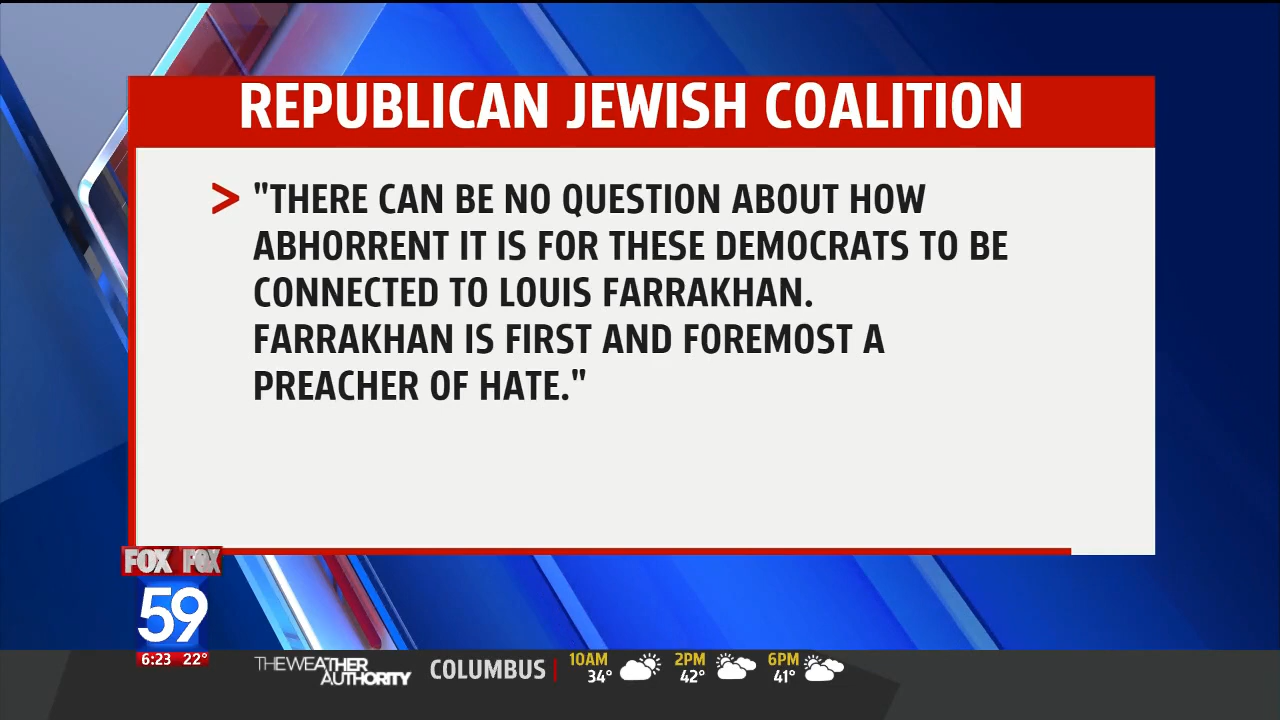 REPUBLICAN JEWISH COALITION
> "THERE CAN BE NO QUESTION ABOUT HOW
ABHORRENT IT IS FOR THESE DEMOCRATS TO BE
CONNECTED TO LOUIS FARRAKHAN.
FARRAKHAN IS FIRST AND FOREMOST A
PREACHER OF HATE."
FOX FOX
59
6:23 22°
THE WEATHER
AUTHORITY
COLUMBUS
10AM
34°
2PM
42°
6PM
41°